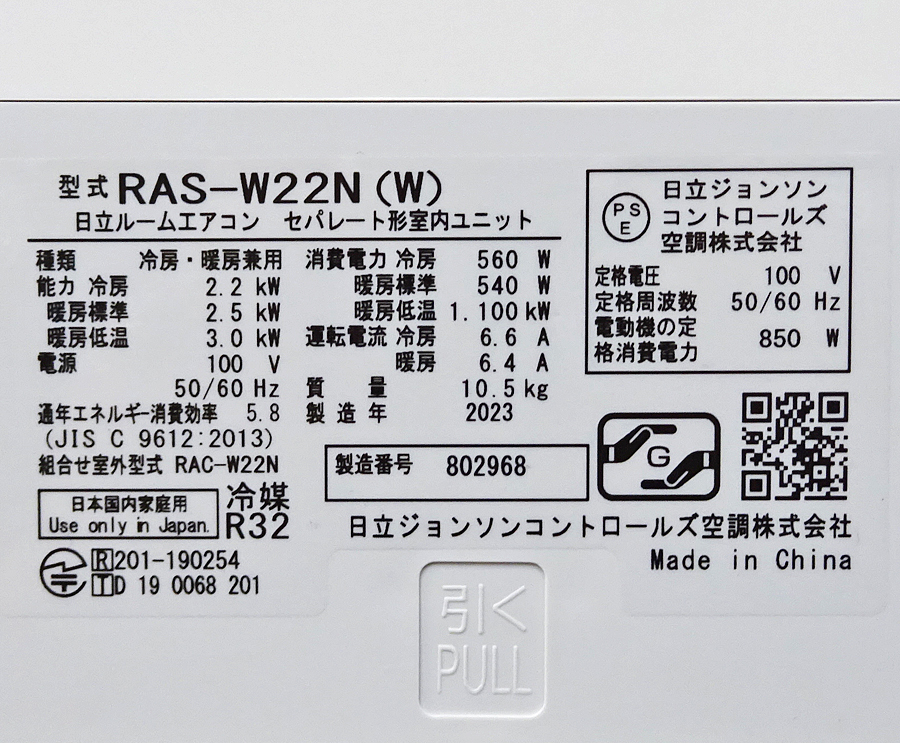 型式 RAS-W22N (W)
日立ルームエアコン セパレート形室内ユニット
種類 冷房・暖房兼用
能力 冷房 2.2 kW
暖房標準 2.5 kW
暖房低温 3.0 kW
電源 100 V
50/60 Hz
通年エネルギー消費効率 5.8
(JIS C 9612:2013)
組合せ室外型式 RAC-W22N
消費電力 冷房 560 W
暖房標準 540 W
暖房低温 1.100 kW
運転電流 冷房 6.6 A
暖房 6.4 A
質量 10.5 kg
製造年 2023
製造番号 802968
PSE
日立ジョンソン
コントロールズ
空調株式会社
定格電圧 100 V
定格周波数 50/60 Hz
電動機の定
格消費電力 850 W
G
日本国内家庭用
Use only in Japan.
冷媒
R32
R 201-190254
T D 19 0068 201
日立ジョンソンコントロールズ空調株式会社
Made in China
引く
PULL